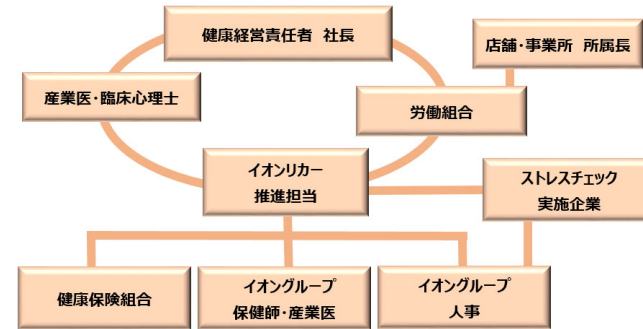 健康経営責任者 社長
店舗・事業所 所属長
産業医・臨床心理士
労働組合
イオンリカー
推進担当
ストレスチェック
実施企業
健康保険組合
イオングループ
保健師・産業医
イオングループ
人事